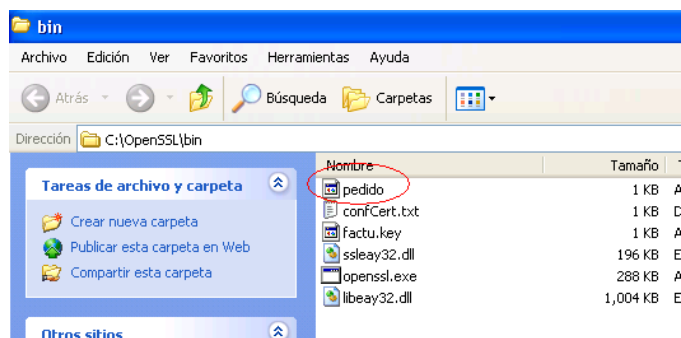 bin
Archivo Edición Ver Favoritos Herramientas Ayuda
Atrás Búsqueda Carpetas
Dirección C:\OpenSSL\bin
Nombre Tamaño
Tareas de archivo y carpeta
Crear nueva carpeta
Publicar esta carpeta en Web
Compartir esta carpeta
Otros sitios
pedido 1 KB A
confCert.txt 1 KB D
factu.key 1 KB A
ssleay32.dll 196 KB E
openssl.exe 288 KB A
libeay32.dll 1,004 KB E